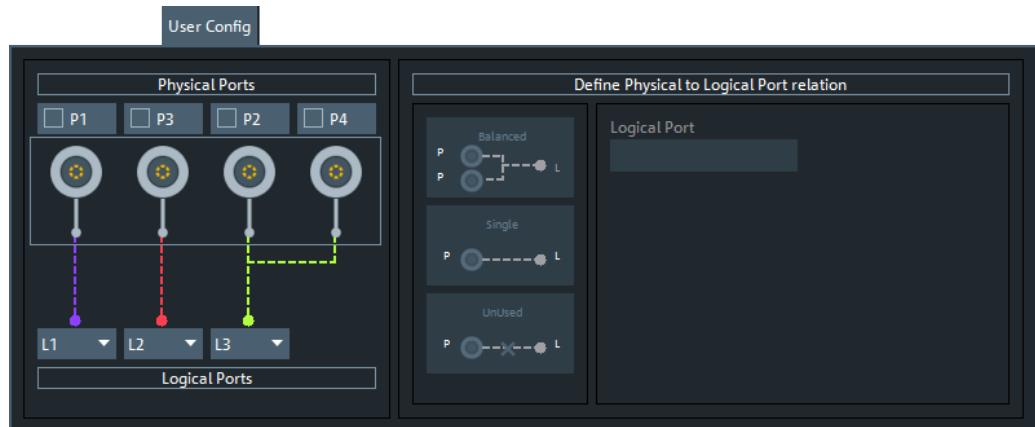 User Config
Physical Ports
P1 P3 P2 P4
L1 L2 L3
Logical Ports
Define Physical to Logical Port relation
Balanced
P
P
L
Single
P L
UnUsed
P L
Logical Port